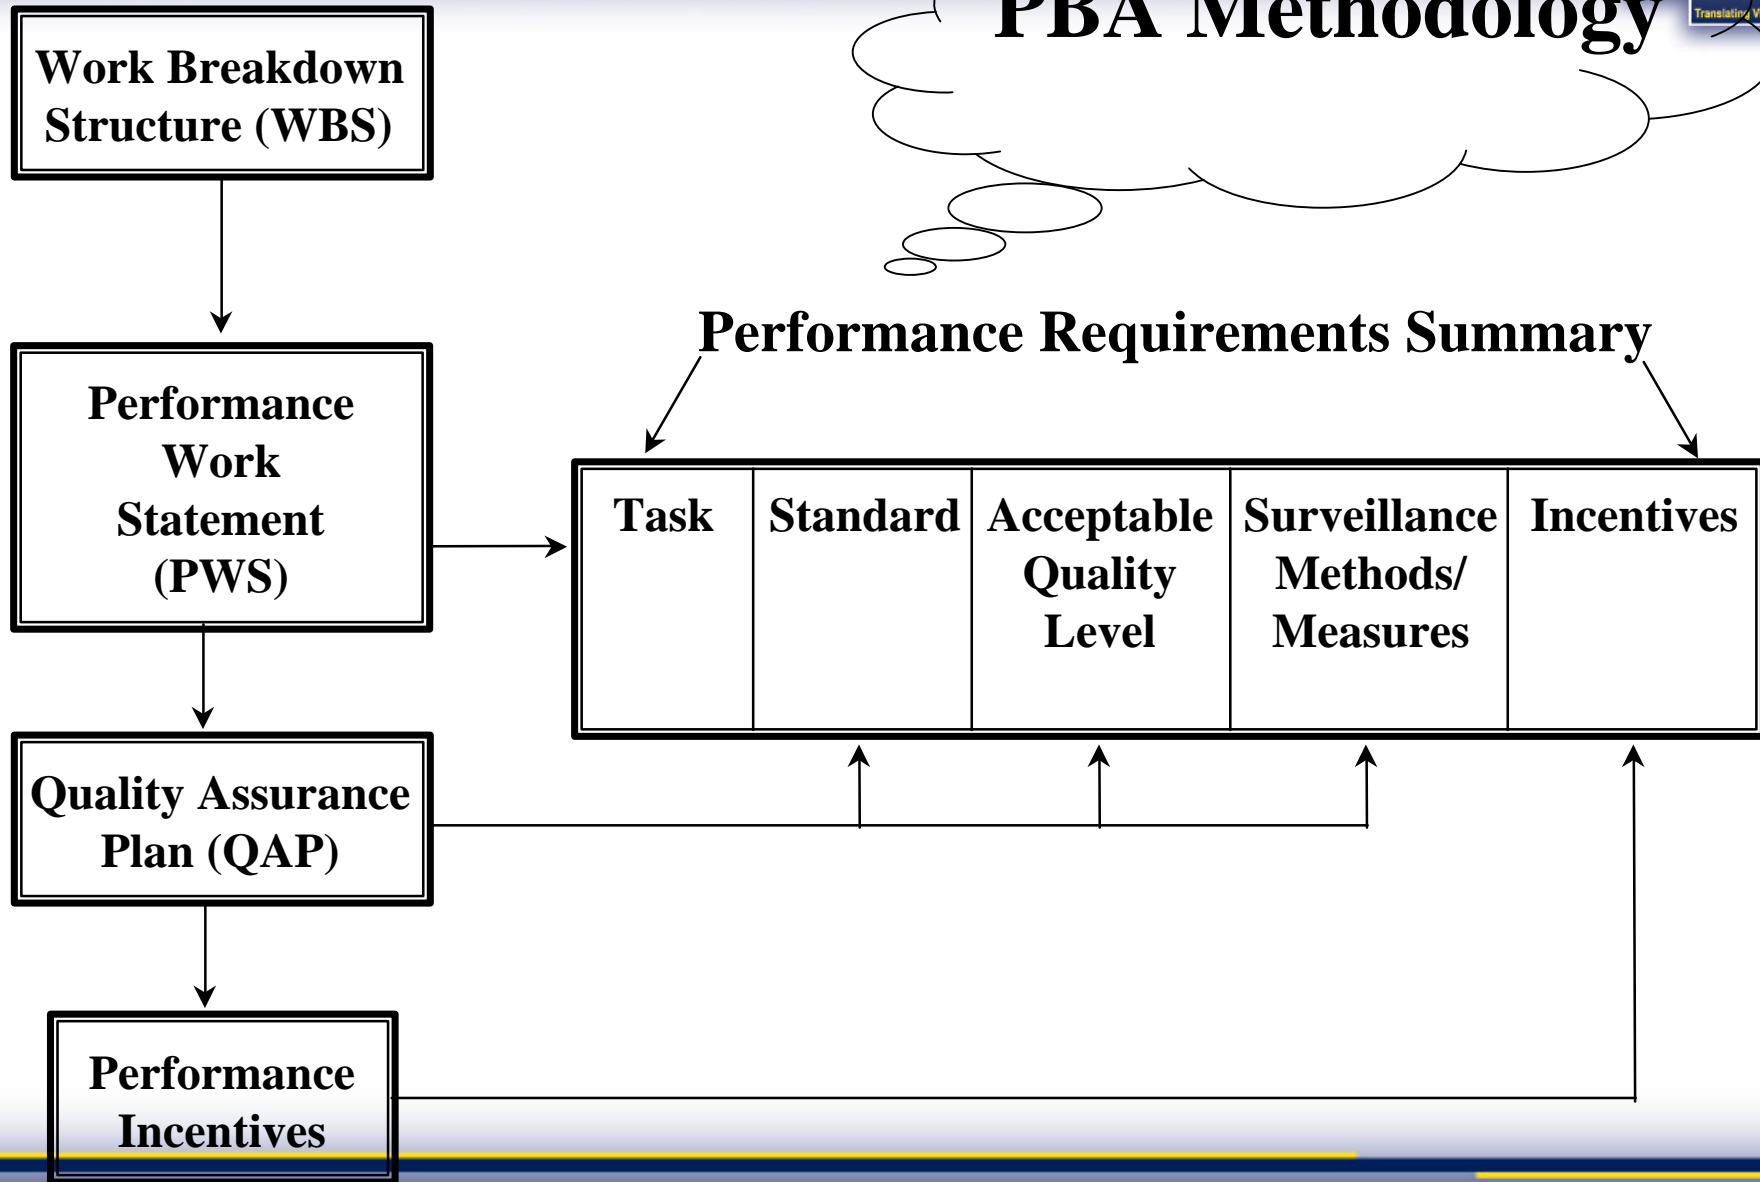 PBA Methodology
Translating
Work Breakdown
Structure (WBS)
Performance
Work
Statement
(PWS)
Quality Assurance
Plan (QAP)
Performance
Incentives
Performance Requirements Summary
Task
Standard
Acceptable
Quality
Level
Surveillance
Methods/
Measures
Incentives